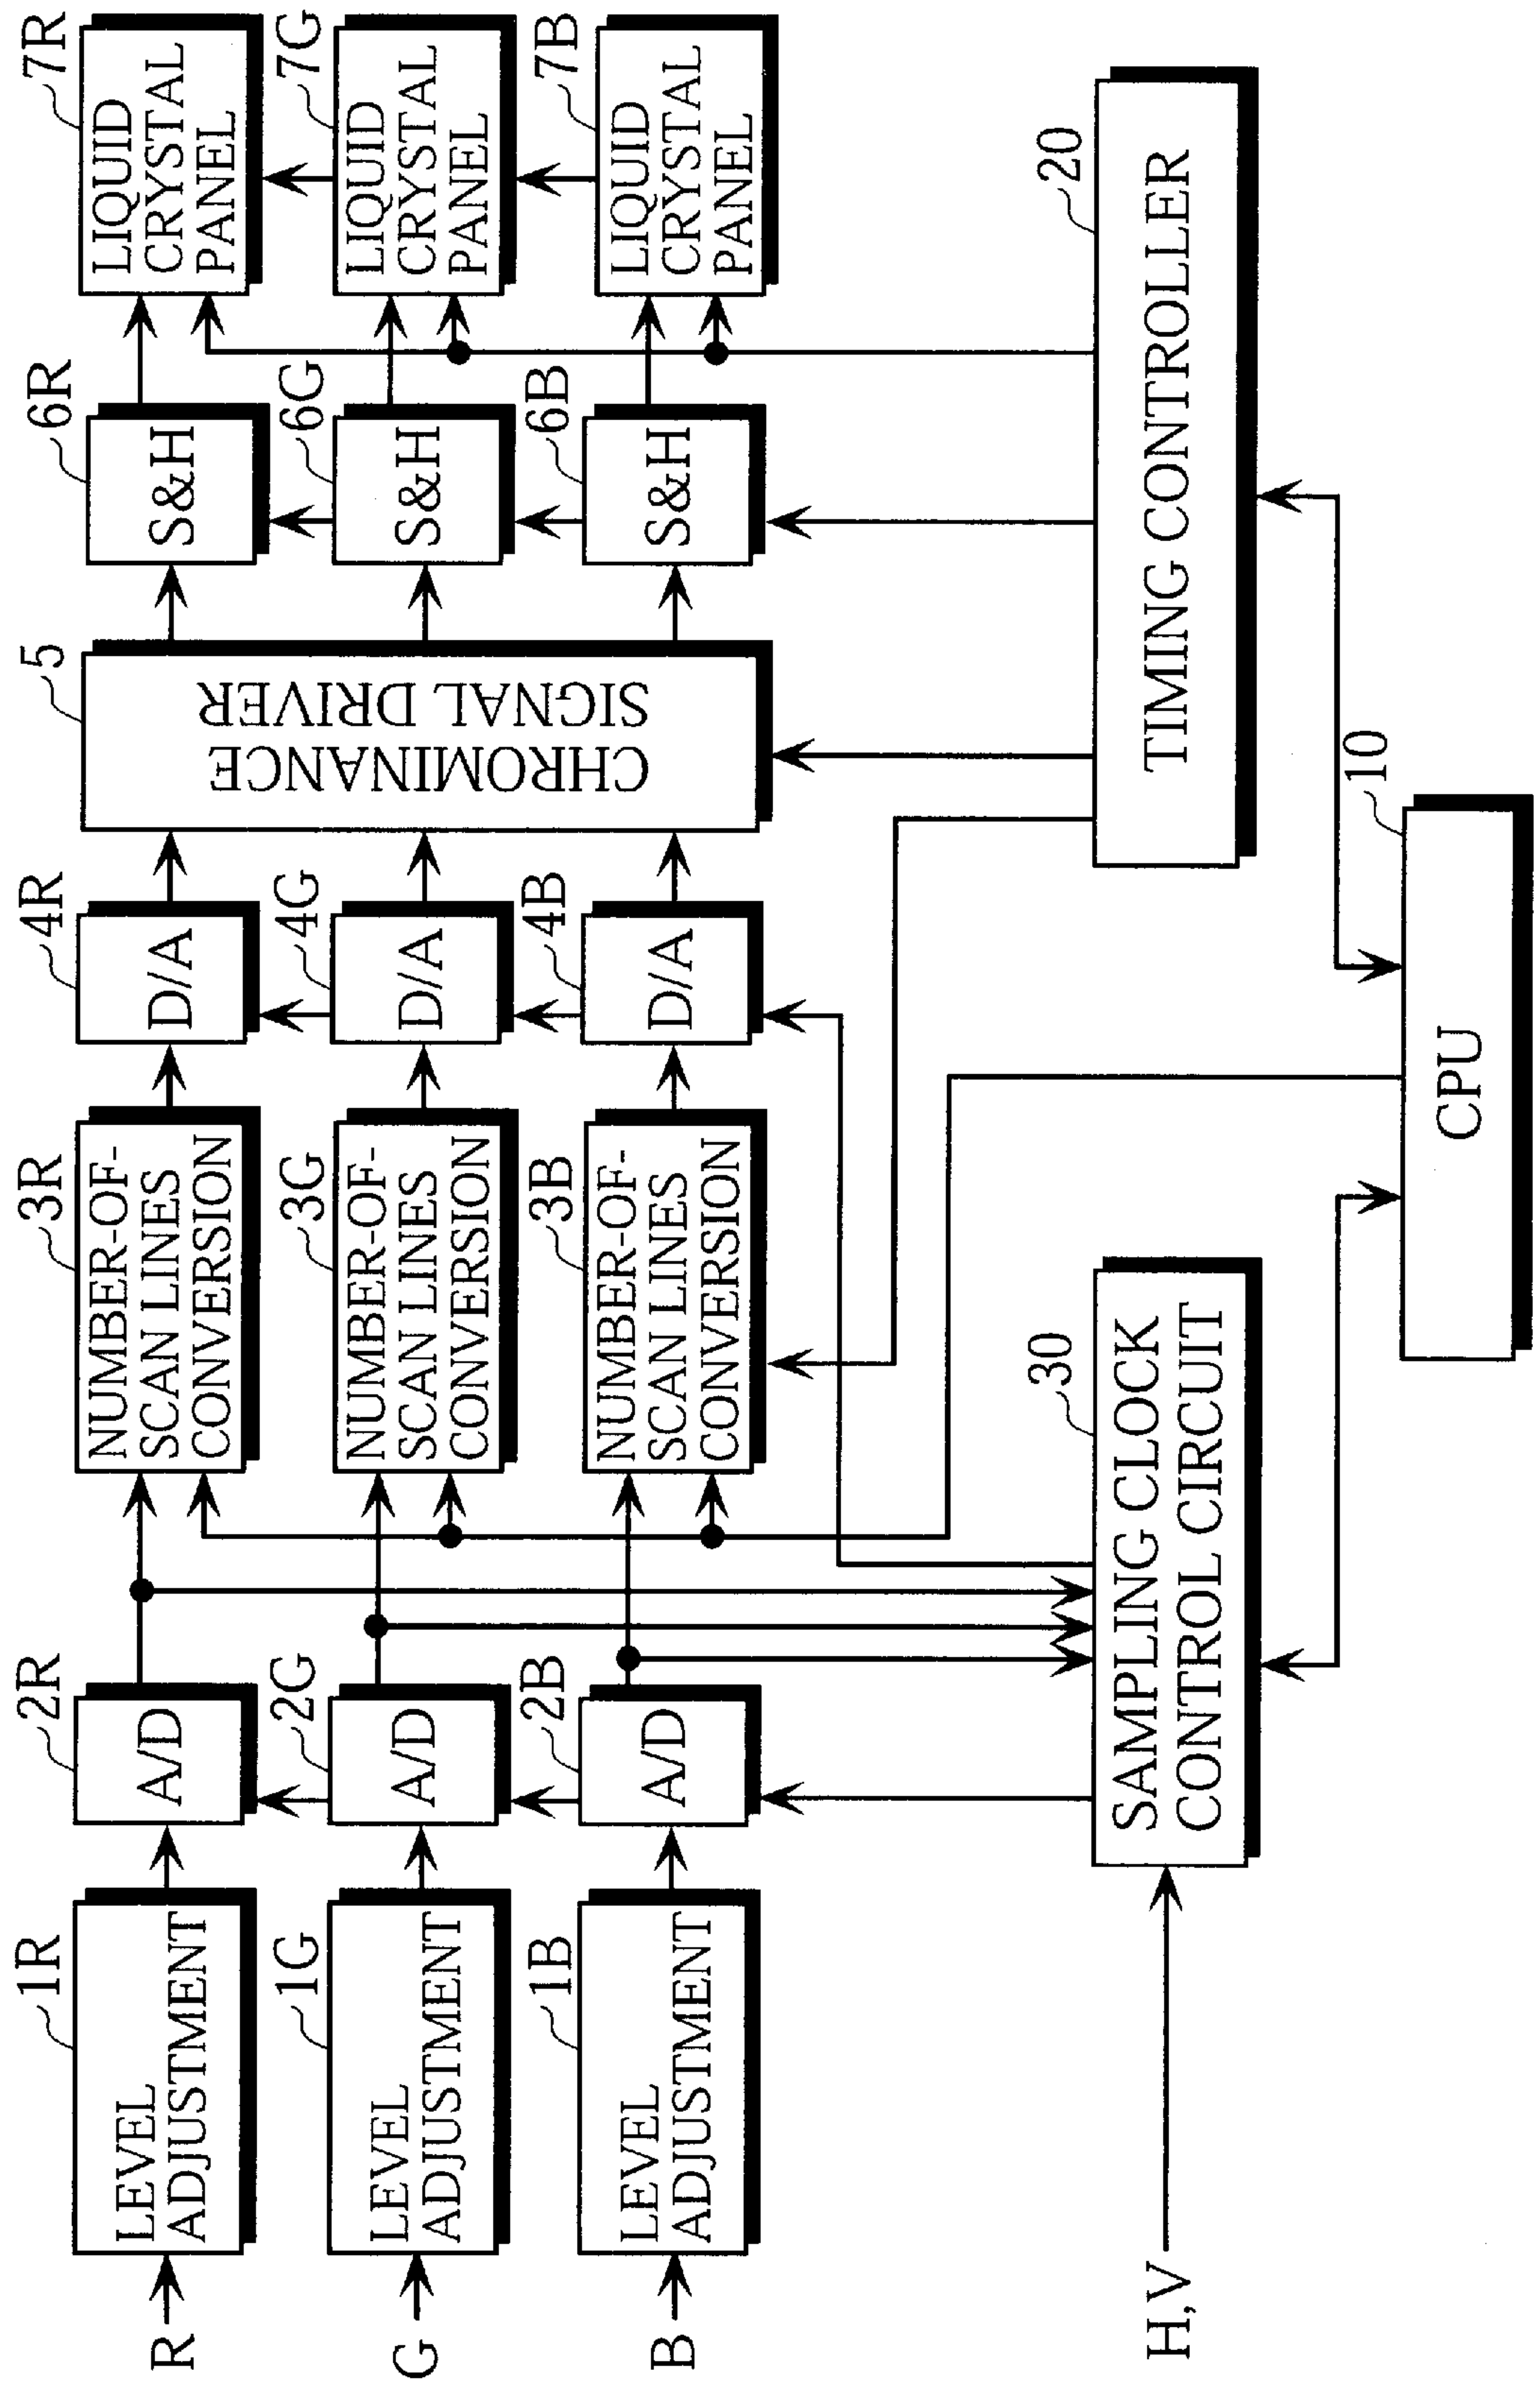 R
1R
LEVEL
ADJUSTMENT
2R
A/D
3R
NUMBER-OF-
SCAN LINES
CONVERSION
4R
D/A
5
CHROMINANCE
SIGNAL DRIVER
6R
S&H
7R
LIQUID
CRYSTAL
PANEL
G
1G
LEVEL
ADJUSTMENT
2G
A/D
3G
NUMBER-OF-
SCAN LINES
CONVERSION
4G
D/A
6G
S&H
7G
LIQUID
CRYSTAL
PANEL
B
1B
LEVEL
ADJUSTMENT
2B
A/D
3B
NUMBER-OF-
SCAN LINES
CONVERSION
4B
D/A
6B
S&H
7B
LIQUID
CRYSTAL
PANEL
H,V
30
SAMPLING CLOCK
CONTROL CIRCUIT
20
TIMING CONTROLLER
10
CPU